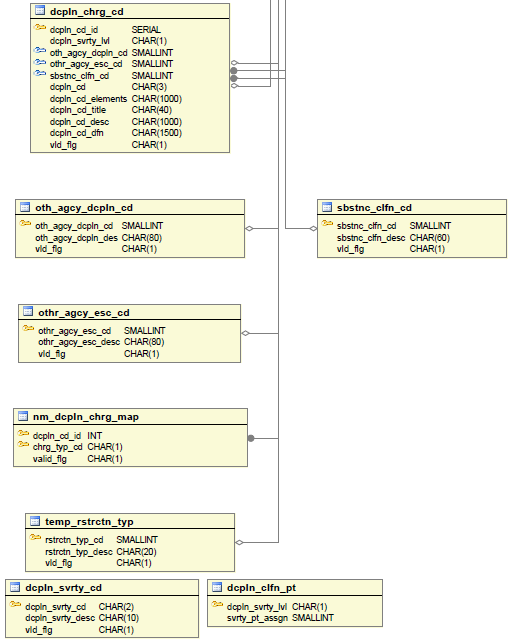 dcpln_chrg_cd
dcpln_cd_id SERIAL
dcpln_svrty_lvl CHAR(1)
oth_agcy_dcpln_cd SMALLINT
othr_agcy_esc_cd SMALLINT
sbstnc_clfn_cd SMALLINT
dcpln_cd CHAR(3)
dcpln_cd_elements CHAR(1000)
dcpln_cd_title CHAR(40)
dcpln_cd_desc CHAR(1000)
dcpln_cd_dfn CHAR(1500)
vld_flg CHAR(1)
oth_agcy_dcpln_cd
oth_agcy_dcpln_cd SMALLINT
oth_agcy_dcpln_des CHAR(80)
vld_flg CHAR(1)
sbstnc_clfn_cd
sbstnc_clfn_cd SMALLINT
sbstnc_clfn_desc CHAR(60)
vld_flg CHAR(1)
othr_agcy_esc_cd
othr_agcy_esc_cd SMALLINT
othr_agcy_esc_desc CHAR(80)
vld_flg CHAR(1)
nm_dcpln_chrg_map
dcpln_cd_id INT
chrg_typ_cd CHAR(1)
valid_flg CHAR(1)
temp_rstrctn_typ
rstrctn_typ_cd SMALLINT
rstrctn_typ_desc CHAR(20)
vld_flg CHAR(1)
dcpln_svrty_cd
dcpln_svrty_cd CHAR(2)
dcpln_svrty_desc CHAR(10)
vld_flg CHAR(1)
dcpln_clfn_pt
dcpln_svrty_lvl CHAR(1)
svrty_pt_assgn SMALLINT